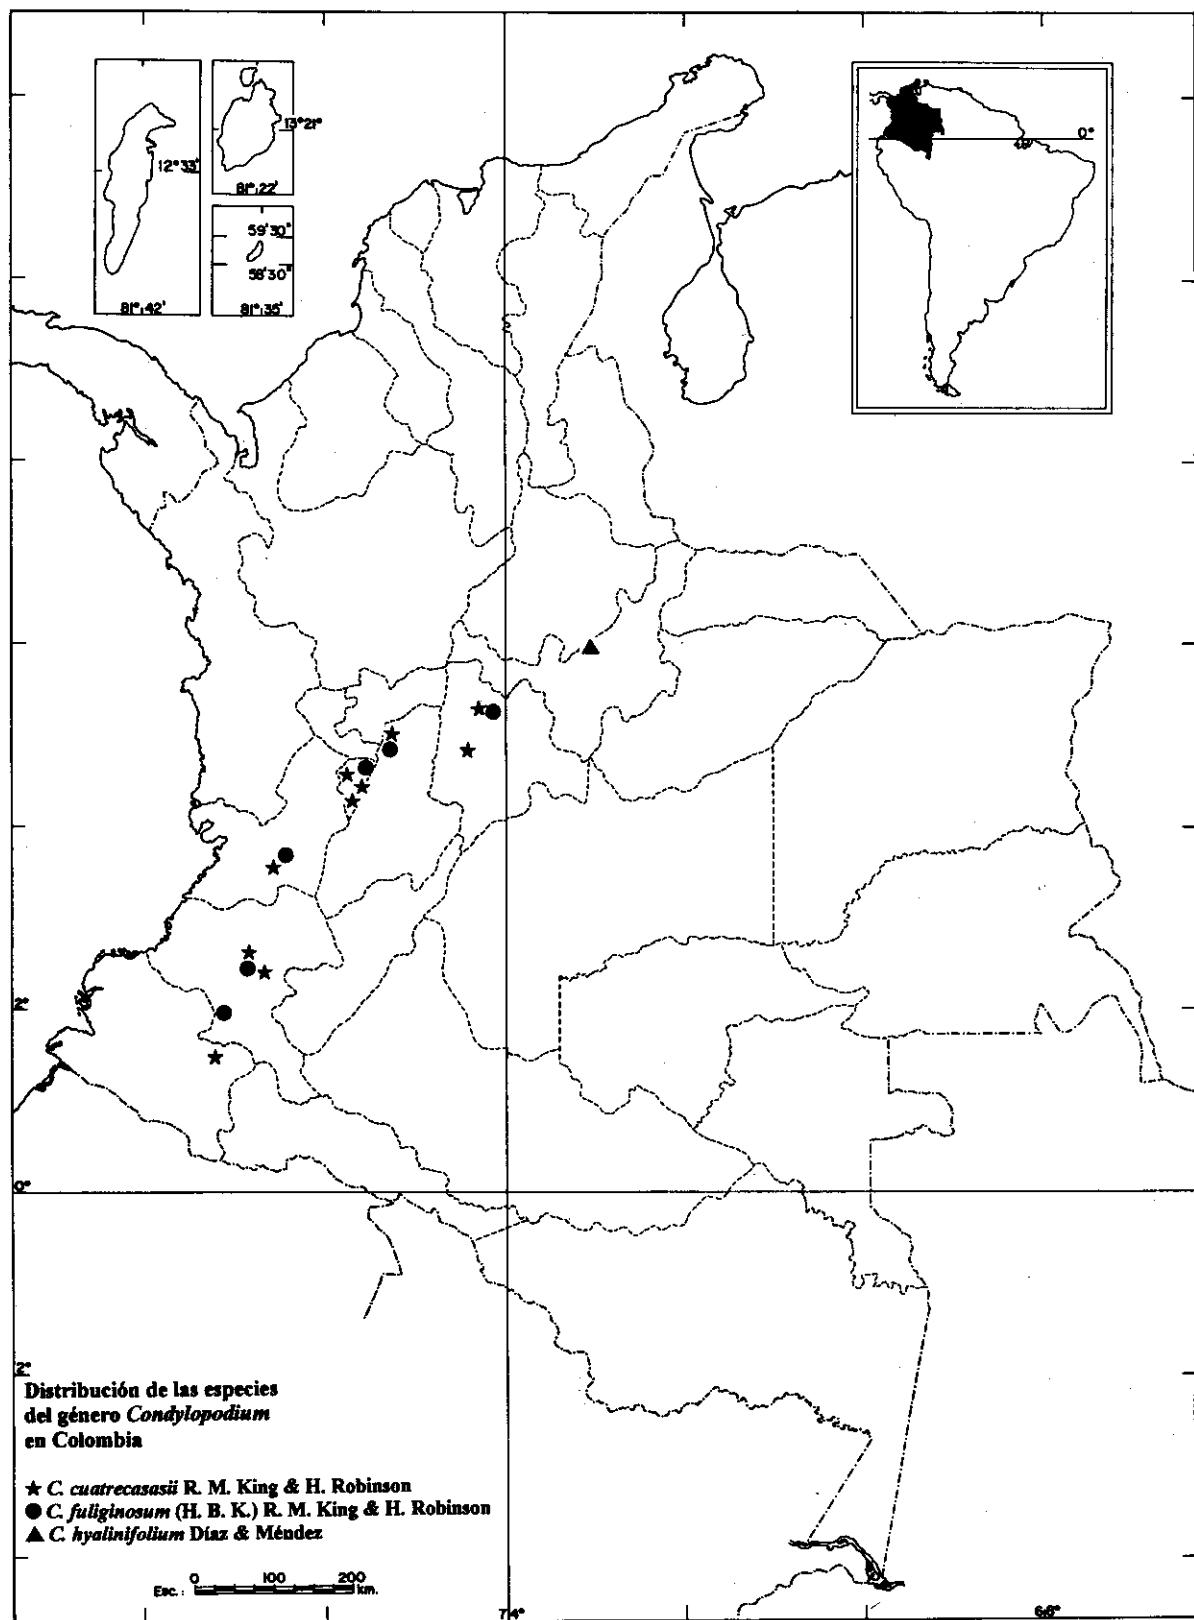 13°21'
12°33'
81°,22'
59'30"
58'30"
81°,42'
81°,35'
0°
2°
0°
2°
Distribución de las especies
del género Condylopodium
en Colombia
★ C. cuatrecasasii R. M. King & H. Robinson
● C. fuliginosum (H. B. K.) R. M. King & H. Robinson
▲ C. hyalinifolium Díaz & Méndez
Esc.: 0 100 200 km.
74°
66°